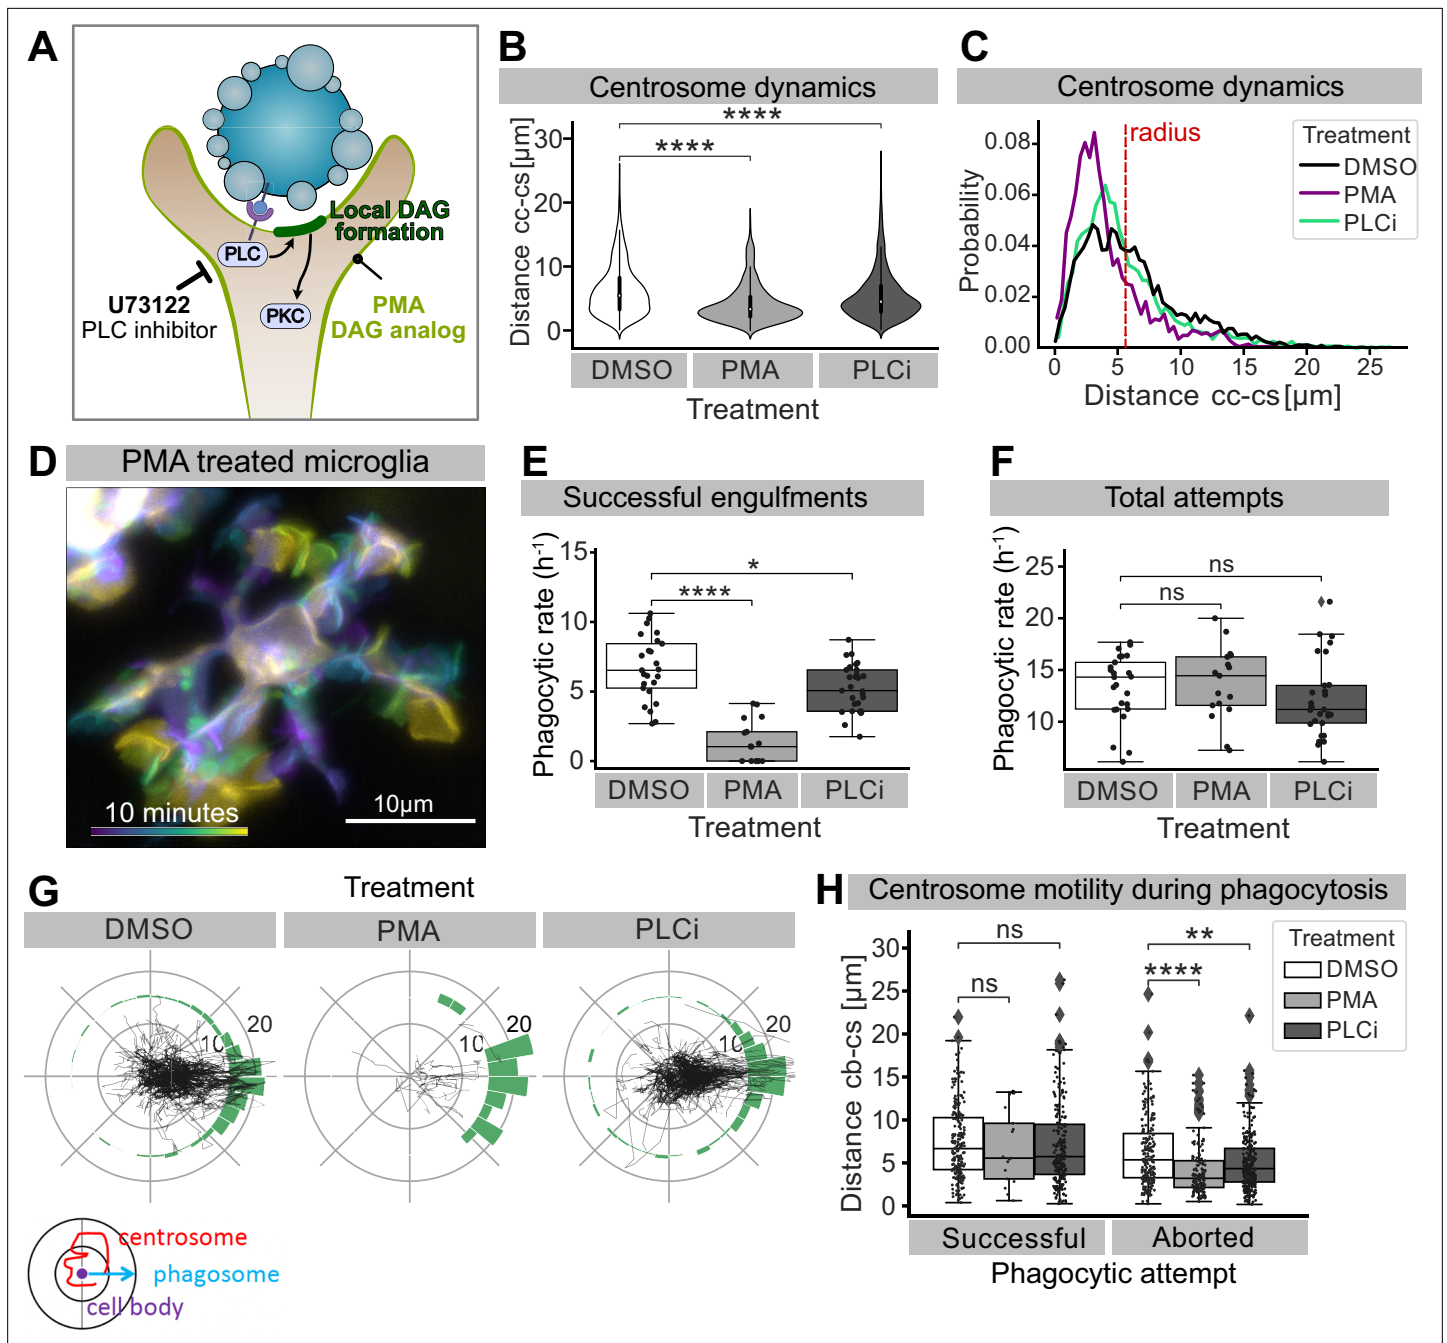 A
Local DAG
formation
PLC
U73122
PLC inhibitor
PKC
PMA
DAG analog
B
Centrosome dynamics
Distance cc-cs[µm]
30
20
10
0
****
****
DMSO
PMA
PLCi
Treatment
C
Centrosome dynamics
Probability
0.08
0.06
0.04
0.02
0.00
radius
Treatment
DMSO
PMA
PLCi
0
5
10
15
20
25
Distance cc-cs[µm]
D
PMA treated microglia
10 minutes
10µm
E
Successful engulfments
Phagocytic rate (h⁻¹)
15
10
5
0
*
****
DMSO
PMA
PLCi
Treatment
F
Total attempts
Phagocytic rate (h⁻¹)
25
20
15
10
ns
ns
DMSO
PMA
PLCi
Treatment
G
Treatment
DMSO
PMA
PLCi
20
10
20
10
20
10
centrosome
phagosome
cell body
H
Centrosome motility during phagocytosis
Distance cb-cs [µm]
30
25
20
15
10
5
0
ns
ns
**
****
Treatment
DMSO
PMA
PLCi
Successful
Aborted
Phagocytic attempt